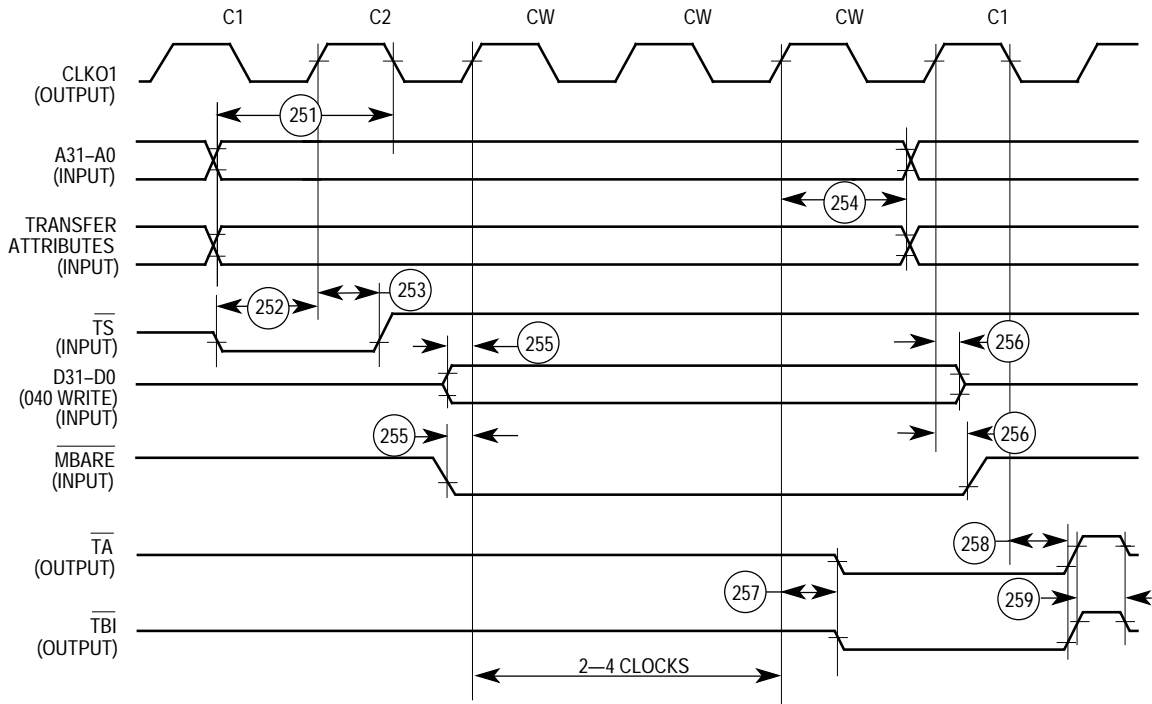 C1 C2 CW CW CW C1
CLKO1
(OUTPUT)
251
A31–A0
(INPUT)
254
TRANSFER
ATTRIBUTES
(INPUT)
252
253
TS
(INPUT)
255
256
D31–D0
(040 WRITE)
(INPUT)
255
256
MBARE
(INPUT)
TA
(OUTPUT)
258
257
259
TBI
(OUTPUT)
2—4 CLOCKS